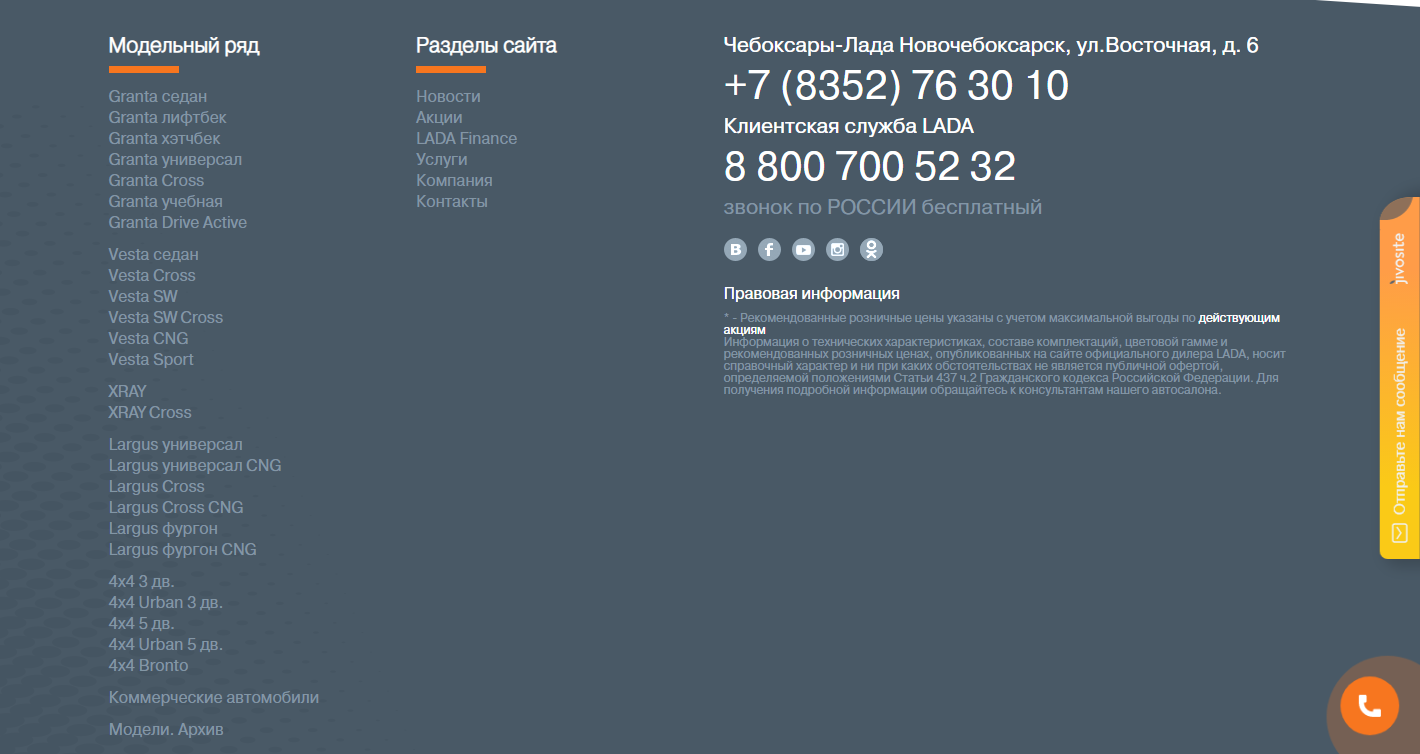 Модельный ряд
Granta седан
Granta лифтбек
Granta хэтчбек
Granta универсал
Granta Cross
Granta учебная
Granta Drive Active
Vesta седан
Vesta Cross
Vesta SW
Vesta SW Cross
Vesta CNG
Vesta Sport
XRAY
XRAY Cross
Largus универсал
Largus универсал CNG
Largus Cross
Largus Cross CNG
Largus фургон
Largus фургон CNG
4x4 3 дв.
4x4 Urban 3 дв.
4x4 5 дв.
4x4 Urban 5 дв.
4x4 Bronto
Коммерческие автомобили
Модели. Архив
Разделы сайта
Новости
Акции
LADA Finance
Услуги
Компания
Контакты
Чебоксары-Лада Новочебоксарск, ул.Восточная, д. 6
+7 (8352) 76 30 10
Клиентская служба LADA
8 800 700 52 32
звонок по РОССИИ бесплатный
Правовая информация
* - Рекомендованные розничные цены указаны с учетом максимальной выгоды по действующим
акциям
Информация о технических характеристиках, составе комплектаций, цветовой гамме и
рекомендованных розничных ценах, опубликованных на сайте официального дилера LADA, носит
справочный характер и ни при каких обстоятельствах не является публичной офертой,
определяемой положениями Статьи 437 ч.2 Гражданского кодекса Российской Федерации. Для
получения подробной информации обращайтесь к консультантам нашего автосалона.
Отправьте нам сообщение
jivosite